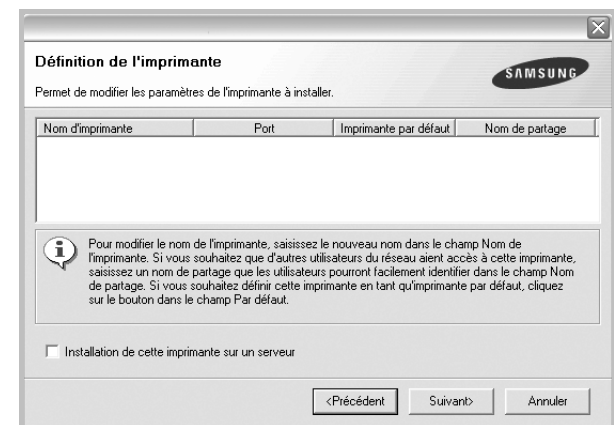 Définition de l'imprimante
SAMSUNG
Permet de modifier les paramètres de l'imprimante à installer.
Nom d'imprimante Port Imprimante par défaut Nom de partage
Pour modifier le nom de l'imprimante, saisissez le nouveau nom dans le champ Nom de
l'imprimante. Si vous souhaitez que d'autres utilisateurs du réseau aient accès à cette imprimante,
saisissez un nom de partage que les utilisateurs pourront facilement identifier dans le champ Nom
de partage. Si vous souhaitez définir cette imprimante en tant qu'imprimante par défaut, cliquez
sur le bouton dans le champ Par défaut.
Installation de cette imprimante sur un serveur
<Précédent Suivant> Annuler